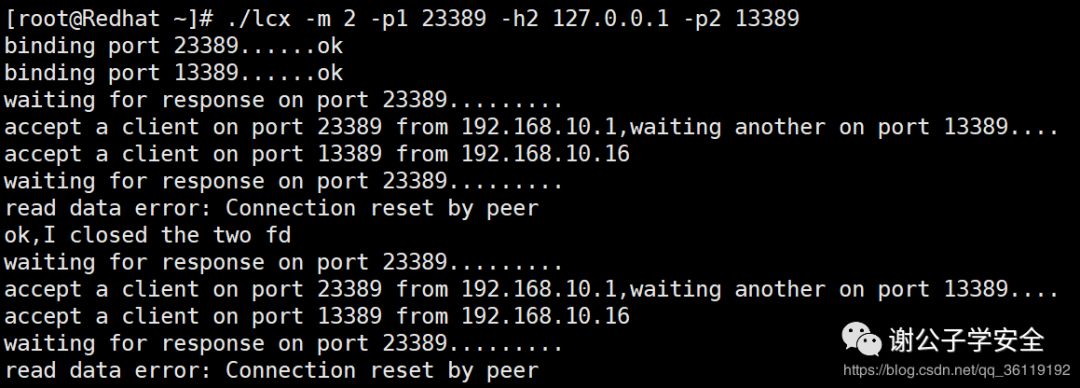 [root@Redhat ~]# ./lcx -m 2 -p1 23389 -h2 127.0.0.1 -p2 13389
binding port 23389......ok
binding port 13389......ok
waiting for response on port 23389.........
accept a client on port 23389 from 192.168.10.1,waiting another on port 13389....
accept a client on port 13389 from 192.168.10.16
waiting for response on port 23389.........
read data error: Connection reset by peer
ok,I closed the two fd
waiting for response on port 23389.........
accept a client on port 23389 from 192.168.10.1,waiting another on port 13389....
accept a client on port 13389 from 192.168.10.16
waiting for response on port 23389.........
谢公子学安全
read data error: Connection reset by peer
https://blog.csdn.net/qq_36119192